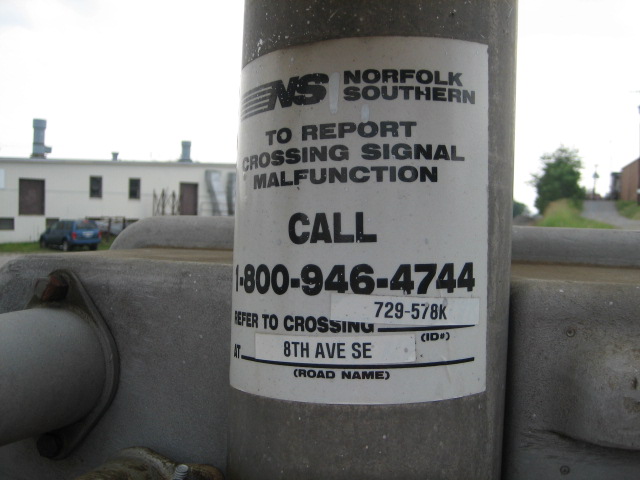 NS NORFOLK
SOUTHERN
TO REPORT
CROSSING SIGNAL
MALFUNCTION
CALL
1-800-946-4744
729-578K
REFER TO CROSSING
(ID#)
AT 8TH AVE SE
(ROAD NAME)